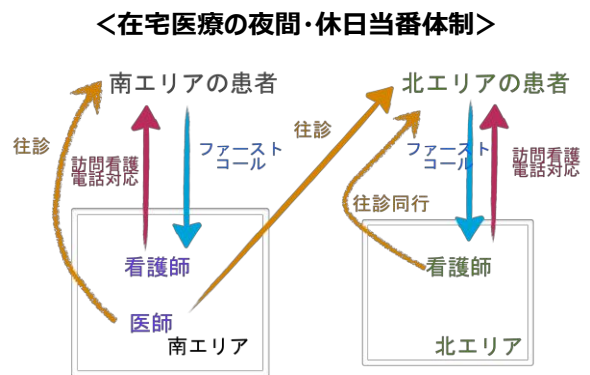 ＜在宅医療の夜間・休日当番体制＞
南エリアの患者
北エリアの患者
往診
訪問看護
電話対応
ファースト
コール
往診
ファースト
コール
訪問看護
電話対応
往診同行
看護師
医師
南エリア
看護師
北エリア